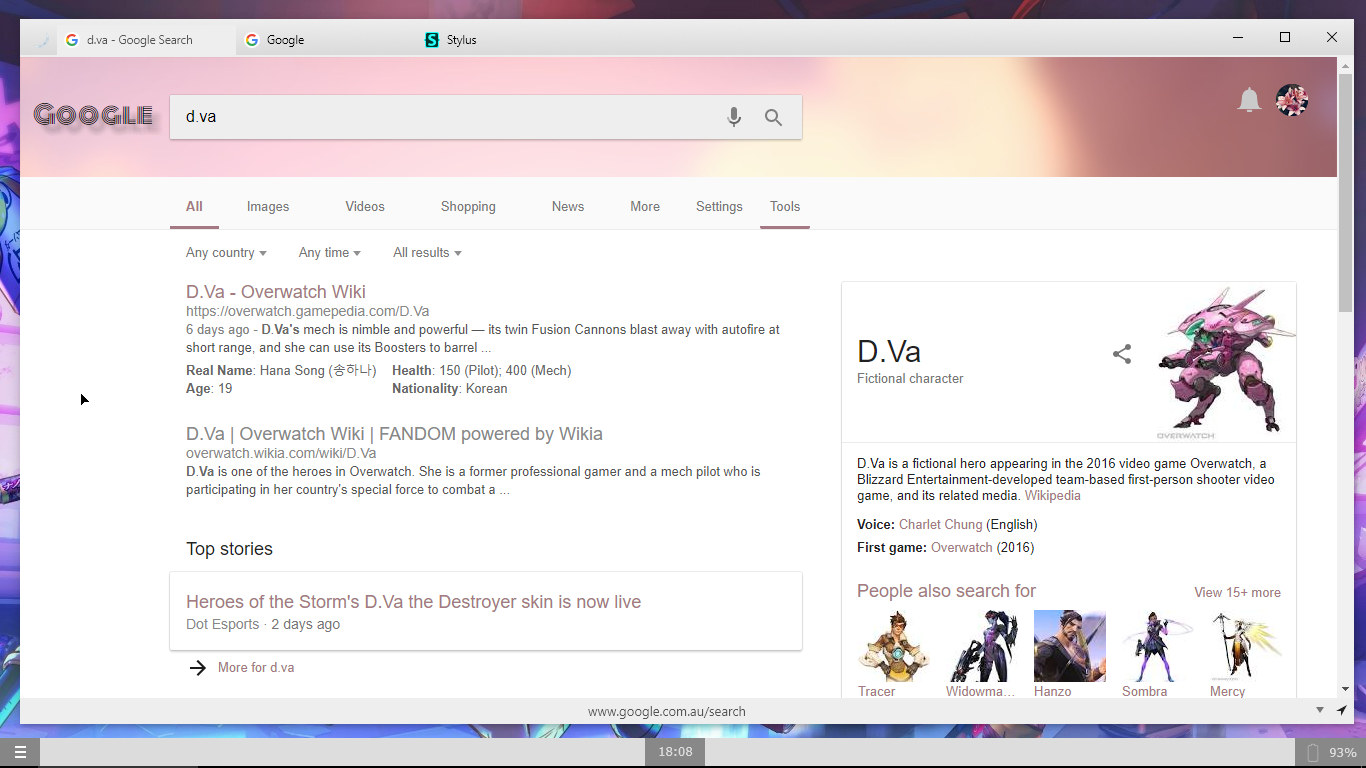 d.va - Google Search
Google
Stylus
GOOGLE
d.va
All
Images
Videos
Shopping
News
More
Settings
Tools
Any country
Any time
All results
D.Va - Overwatch Wiki
https://overwatch.gamepedia.com/D.Va
6 days ago - D.Va's mech is nimble and powerful — its twin Fusion Cannons blast away with autofire at
short range, and she can use its Boosters to barrel ...
Real Name: Hana Song (송하나) Health: 150 (Pilot); 400 (Mech)
Age: 19 Nationality: Korean
D.Va | Overwatch Wiki | FANDOM powered by Wikia
overwatch.wikia.com/wiki/D.Va
D.Va is one of the heroes in Overwatch. She is a former professional gamer and a mech pilot who is
participating in her country's special force to combat a ...
Top stories
Heroes of the Storm's D.Va the Destroyer skin is now live
Dot Esports · 2 days ago
More for d.va
D.Va
Fictional character
OVERWATCH
D.Va is a fictional hero appearing in the 2016 video game Overwatch, a
Blizzard Entertainment-developed team-based first-person shooter video
game, and its related media. Wikipedia
Voice: Charlet Chung (English)
First game: Overwatch (2016)
People also search for
View 15+ more
Tracer
Widowma...
Hanzo
Sombra
Mercy
www.google.com.au/search
18:08
93%